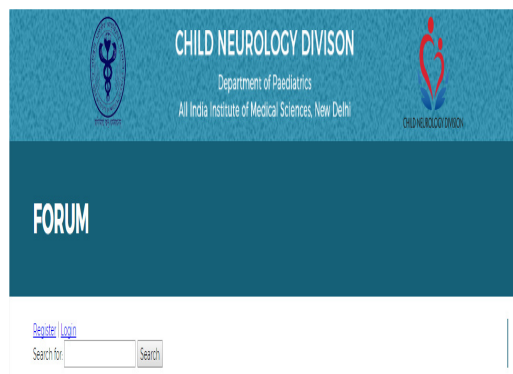 CHILD NEUROLOGY DIVISON
Department of Paediatrics
All India Institute of Medical Sciences, New Delhi
CHILD NEUROLOGY DIVISION
FORUM
Register | Login
Search for: Search